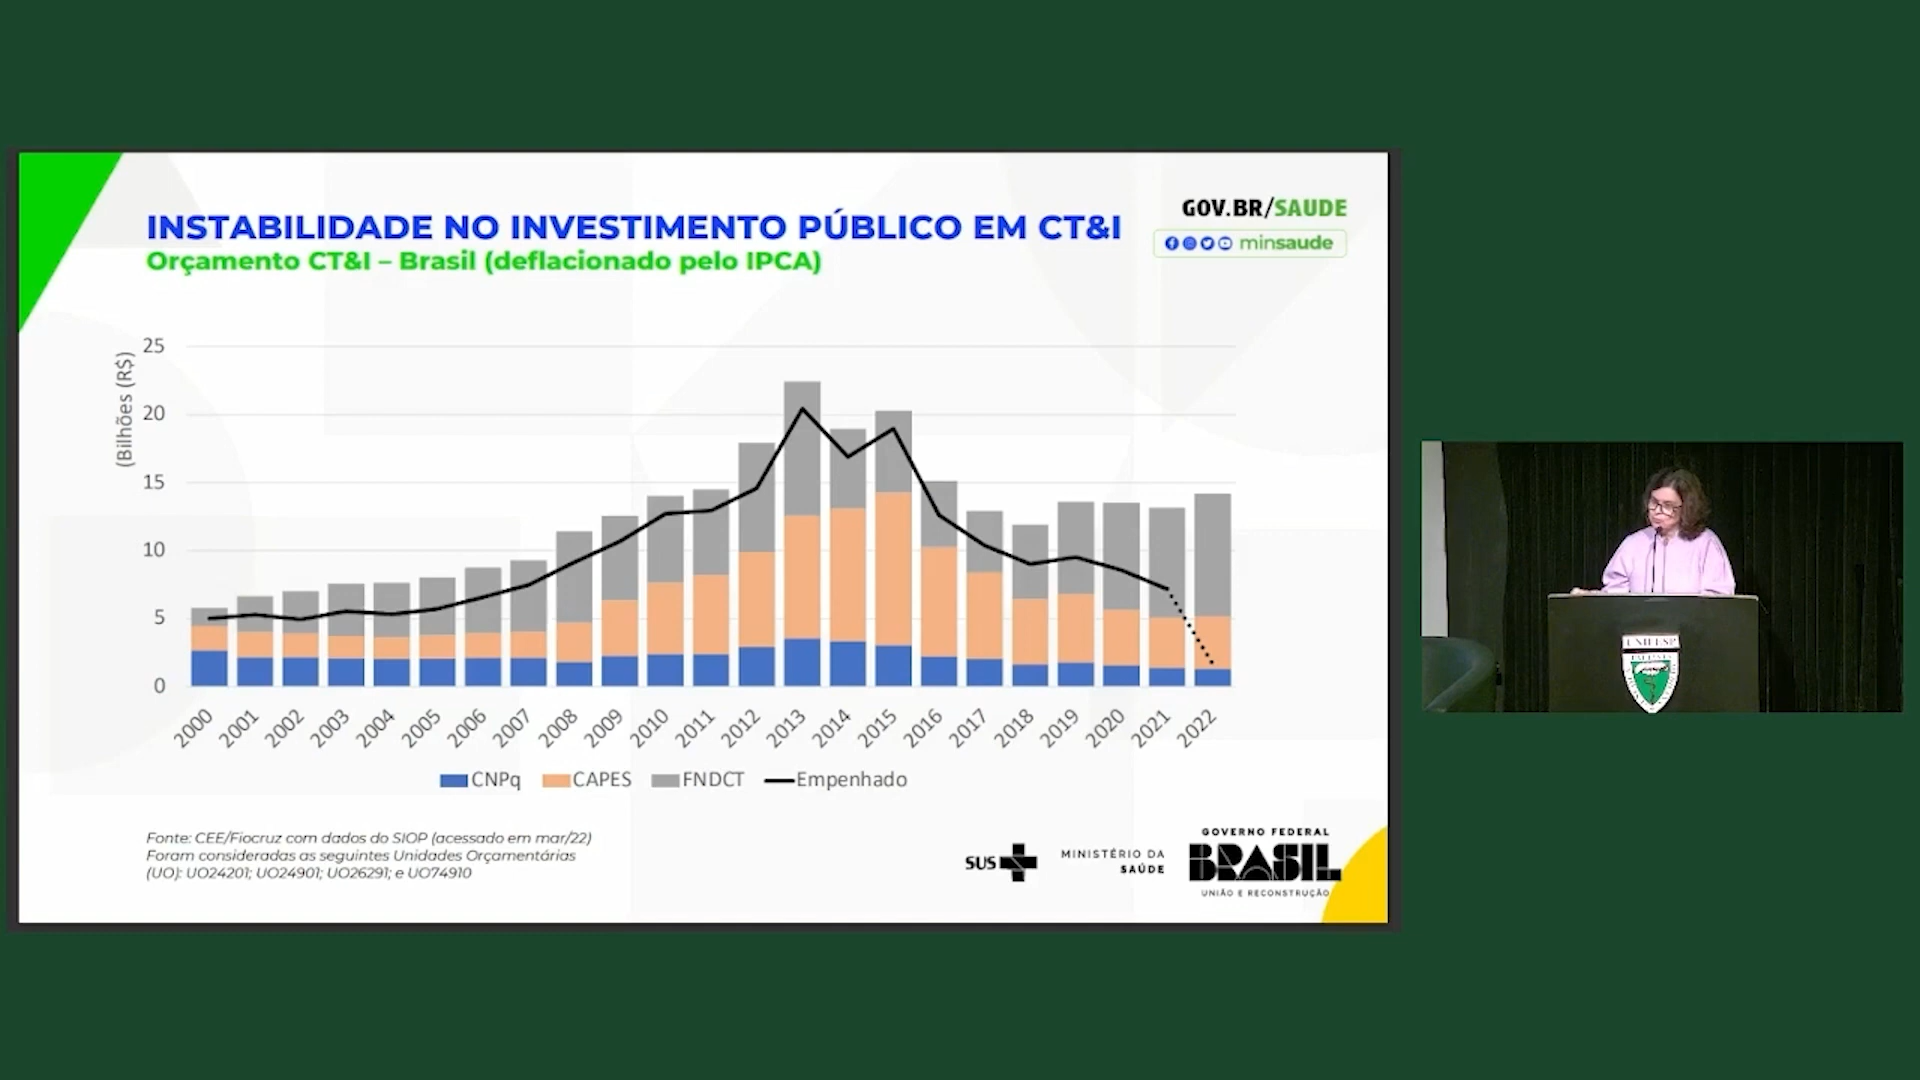 INSTABILIDADE NO INVESTIMENTO PÚBLICO EM CT&I
Orçamento CT&I – Brasil (deflacionado pelo IPCA)
GOV.BR/SAUDE
minsaude
(Bilhões (R$)
25
20
15
10
5
0
2000 2001 2002 2003 2004 2005 2006 2007 2008 2009 2010 2011 2012 2013 2014 2015 2016 2017 2018 2019 2020 2021 2022
CNPq CAPES FNDCT Empenhado
Fonte: CEE/Fiocruz com dados do SIOP (acessado em mar/22)
Foram consideradas as seguintes Unidades Orçamentárias
(UO): UO24201; UO24901; UO26291; e UO74910
SUS
MINISTÉRIO DA
SAÚDE
GOVERNO FEDERAL
BRASIL
UNIÃO E RECONSTRUÇÃO
UNIFESP